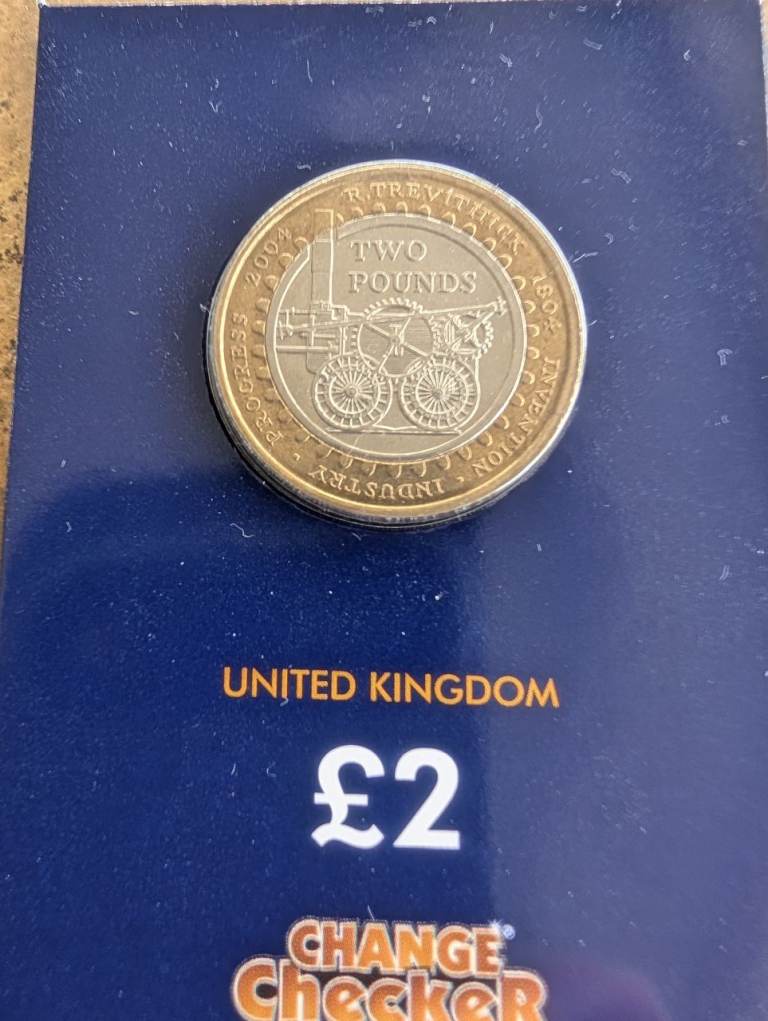 R.TREVITHICK 1804 INVENTION · INDUSTRY · PROGRESS 2004
TWO
POUNDS
UNITED KINGDOM
£2
CHANGE
CHecKeR